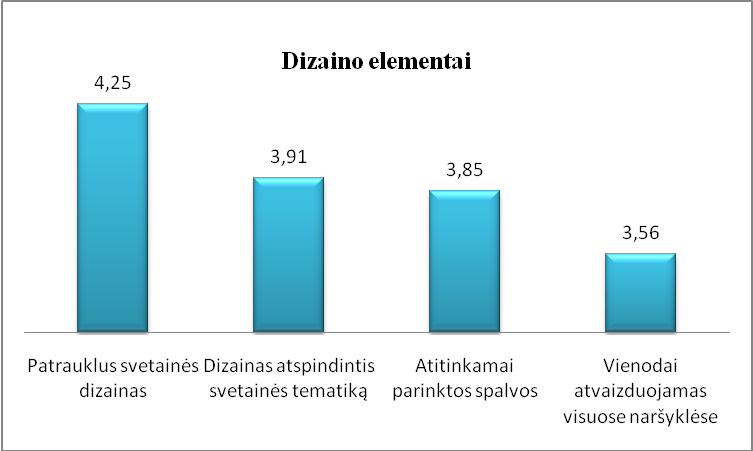 Dizaino elementai
4,25
3,91
3,85
3,56
Patrauklus svetainės
dizainas
Dizainas atspindintis
svetainės tematiką
Atitinkamai
parinktos spalvos
Vienodai
atvaizduojamas
visuose naršyklėse